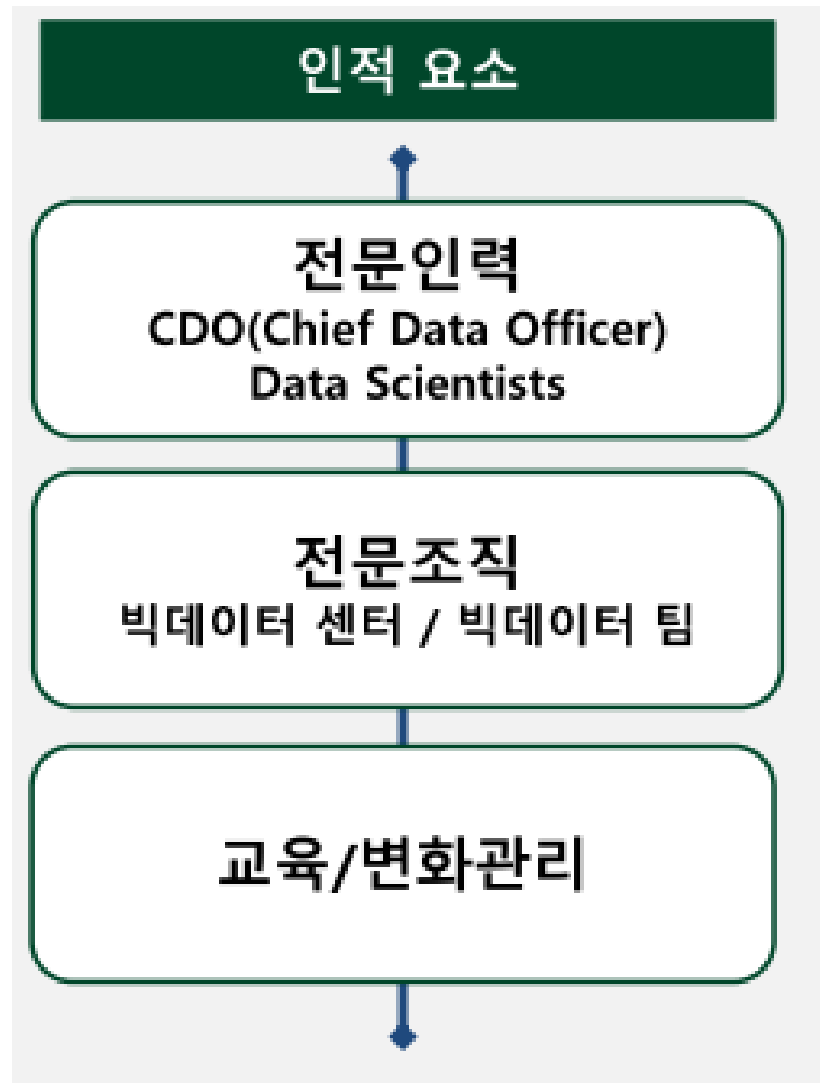 인적 요소
전문인력
CDO(Chief Data Officer)
Data Scientists
전문조직
빅데이터 센터 / 빅데이터 팀
교육/변화관리